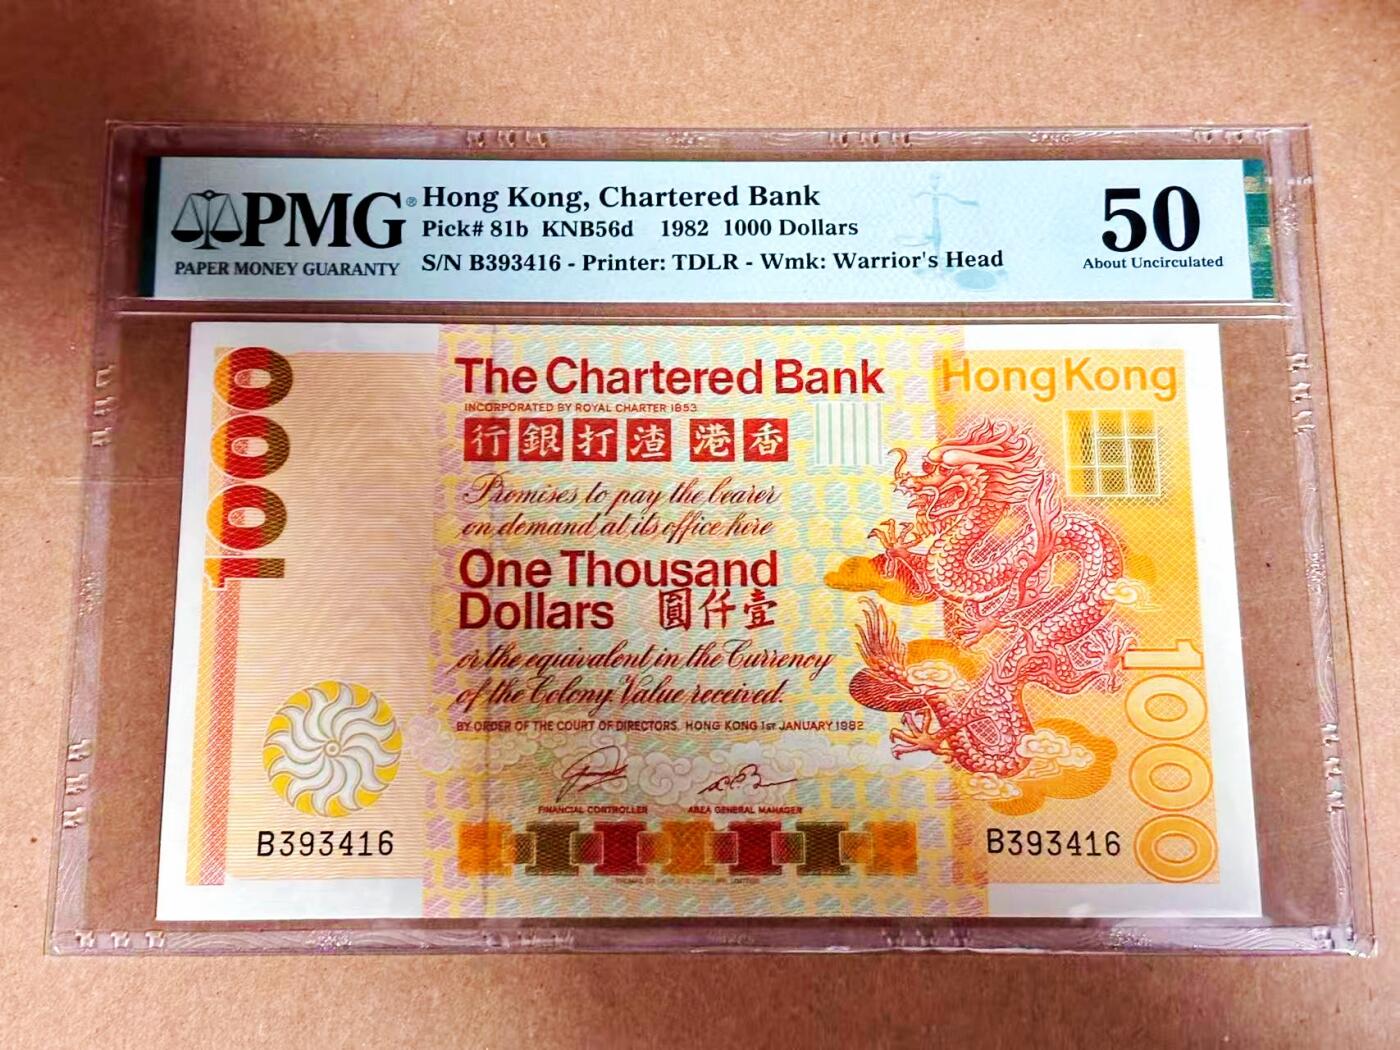 PMG®
PAPER MONEY GUARANTY
Hong Kong, Chartered Bank
Pick# 81b KNB56d 1982 1000 Dollars
S/N B393416 - Printer: TDLR - Wmk: Warrior's Head
50
About Uncirculated
1000
The Chartered Bank
INCORPORATED BY ROYAL CHARTER 1853
行銀打渣 港香
Promises to pay the bearer
on demand at its office here
One Thousand
Dollars 圓仟壹
or the equivalent in the Currency
of the Colony. Value received.
BY ORDER OF THE COURT OF DIRECTORS. HONG KONG 1ST JANUARY 1982
FINANCIAL CONTROLLER
AREA GENERAL MANAGER
Hong Kong
1000
B393416
B393416